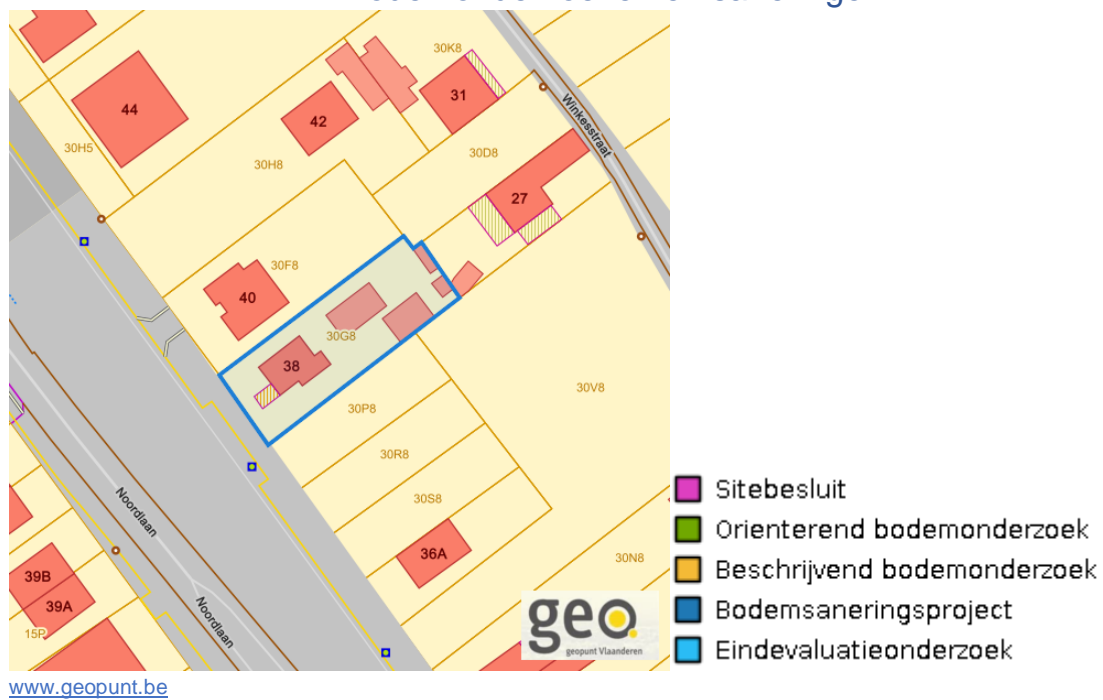 44
42
30K8
31
Winkesstraat
30H5
30H8
30D8
27
30F8
40
30G8
38
30V8
30P8
30R8
30S8
36A
30N8
Noordlaan
Noordlaan
39B
39A
15P
geo.
geopunt Vlaanderen
Sitebesluit
Orienterend bodemonderzoek
Beschrijvend bodemonderzoek
Bodemsaneringsproject
Eindevaluatieonderzoek
www.geopunt.be